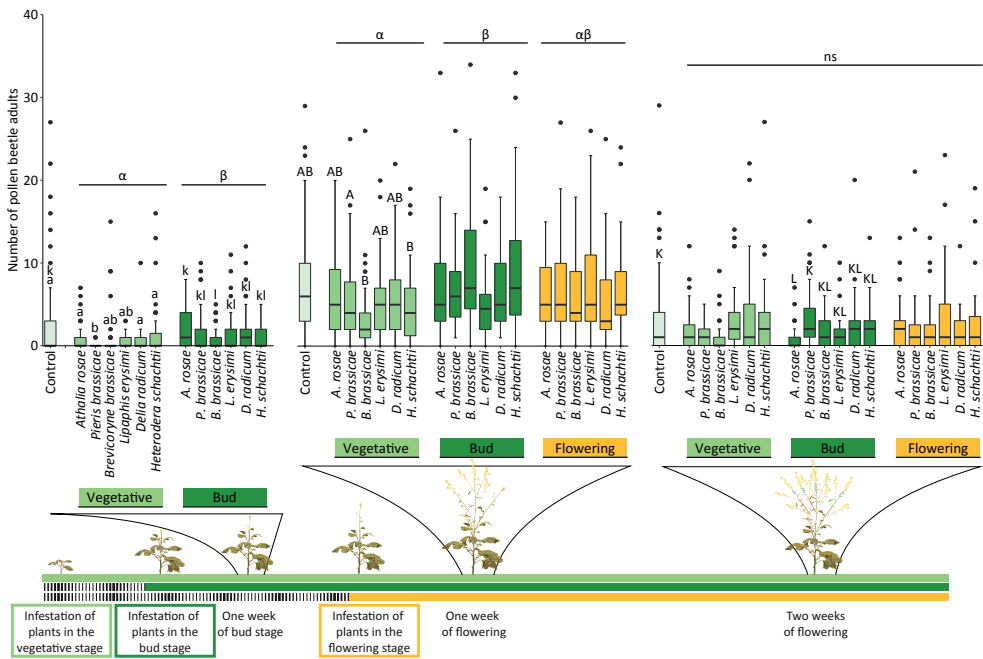 Number of pollen beetle adults
40
30
20
10
0
α
β
α
β
αβ
ns
k
a
a
b
ab
ab
a
a
k
kl
l
kl
kl
kl
AB
AB
A
B
AB
AB
B
K
L
K
KL
KL
KL
KL
Control
Athalia rosae
Pieris brassicae
Brevicoryne brassicae
Lipaphis erysimi
Delia radicum
Heterodera schachtii
A. rosae
P. brassicae
B. brassicae
L. erysimi
D. radicum
H. schachtii
Control
A. rosae
P. brassicae
B. brassicae
L. erysimi
D. radicum
H. schachtii
A. rosae
P. brassicae
B. brassicae
L. erysimi
D. radicum
H. schachtii
A. rosae
P. brassicae
B. brassicae
L. erysimi
D. radicum
H. schachtii
Control
A. rosae
P. brassicae
B. brassicae
L. erysimi
D. radicum
H. schachtii
A. rosae
P. brassicae
B. brassicae
L. erysimi
D. radicum
H. schachtii
A. rosae
P. brassicae
B. brassicae
L. erysimi
D. radicum
H. schachtii
Vegetative
Bud
Vegetative
Bud
Flowering
Vegetative
Bud
Flowering
Infestation of
plants in the
vegetative stage
Infestation of
plants in the
bud stage
One week
of bud stage
Infestation of
plants in the
flowering stage
One week
of flowering
Two weeks
of flowering